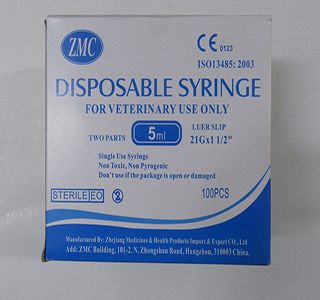 ZMC
CE 0123
ISO13485: 2003
DISPOSABLE SYRINGE
FOR VETERINARY USE ONLY
TWO PARTS 5ml LUER SLIP
21Gx1 1/2"
Single Use Syringe
Non Toxic, Non Pyrogenic
Don't use if the package is open or damaged
STERILE EO 2
100PCS
Manufactured By: Zhejiang Medicines & Health Products Import & Export CO., Ltd
Add: ZMC Building, 101-2, N. Zhongshan Road, Hangzhou, 310003 China.